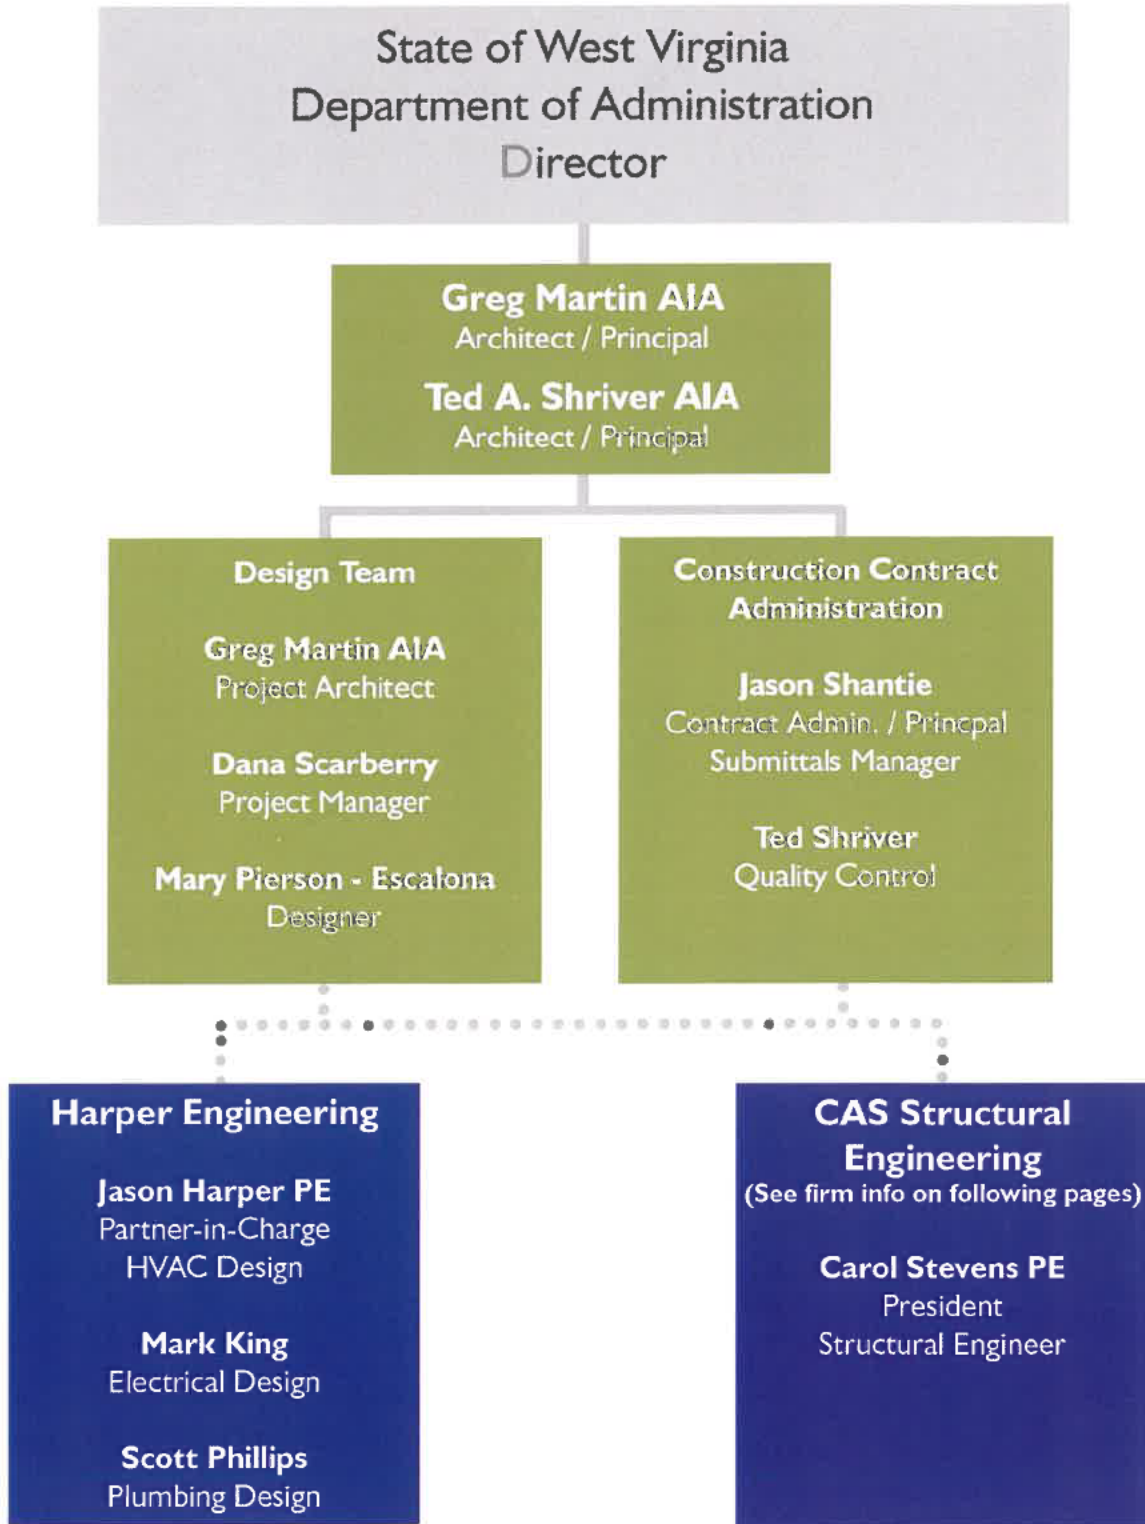 State of West Virginia
Department of Administration
Director
Greg Martin AIA
Architect / Principal
Ted A. Shriver AIA
Architect / Principal
Design Team
Greg Martin AIA
Project Architect
Dana Scarberry
Project Manager
Mary Pierson - Escalona
Designer
Construction Contract
Administration
Jason Shantie
Contract Admin. / Princpal
Submittals Manager
Ted Shriver
Quality Control
Harper Engineering
Jason Harper PE
Partner-in-Charge
HVAC Design
Mark King
Electrical Design
Scott Phillips
Plumbing Design
CAS Structural
Engineering
(See firm info on following pages)
Carol Stevens PE
President
Structural Engineer